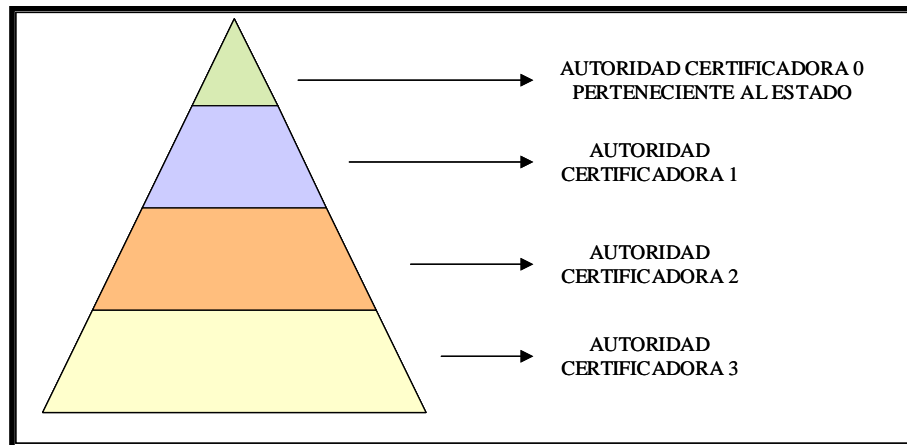 AUTORIDAD CERTIFICADORA 0
PERTENECIENTE AL ESTADO
AUTORIDAD
CERTIFICADORA 1
AUTORIDAD
CERTIFICADORA 2
AUTORIDAD
CERTIFICADORA 3